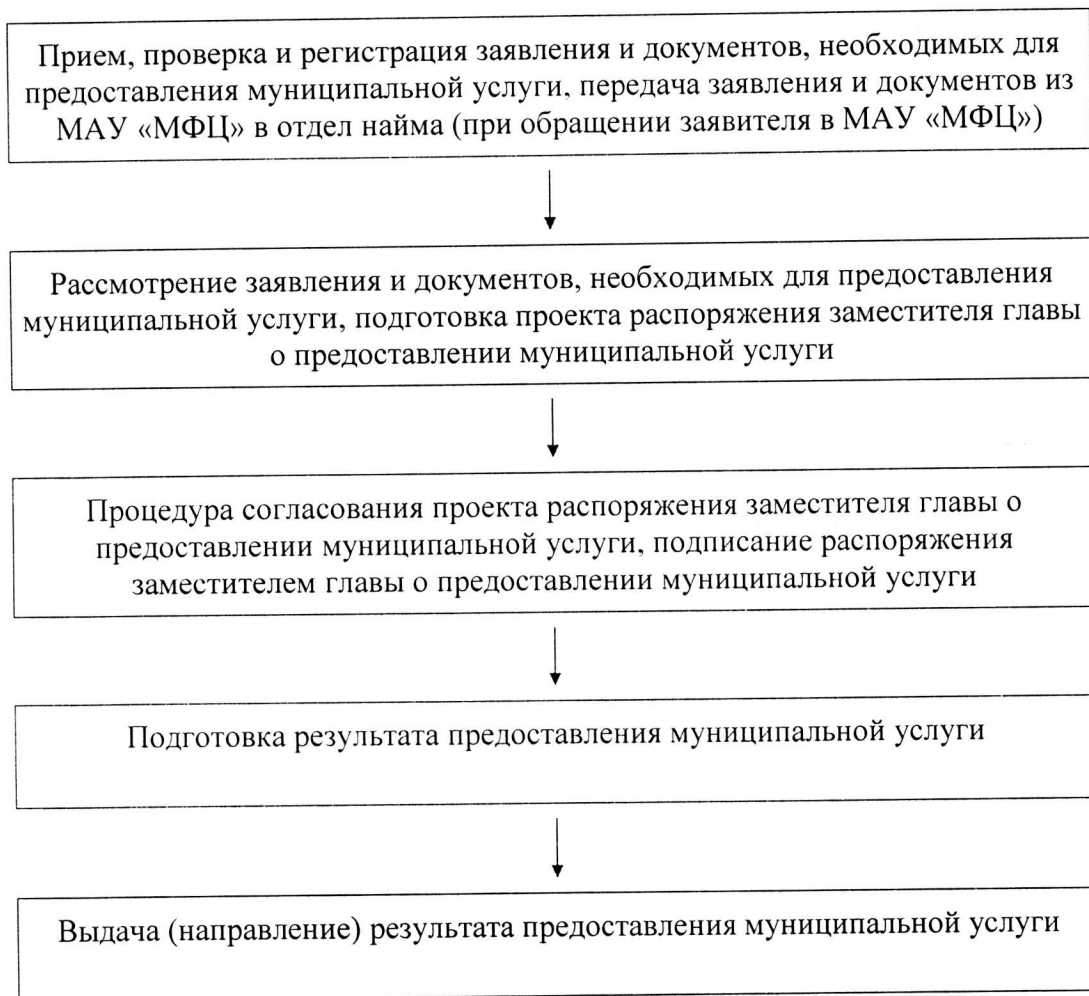 Прием, проверка и регистрация заявления и документов, необходимых для
предоставления муниципальной услуги, передача заявления и документов из
МАУ «МФЦ» в отдел найма (при обращении заявителя в МАУ «МФЦ»)
Рассмотрение заявления и документов, необходимых для предоставления
муниципальной услуги, подготовка проекта распоряжения заместителя главы
о предоставлении муниципальной услуги
Процедура согласования проекта распоряжения заместителя главы о
предоставлении муниципальной услуги, подписание распоряжения
заместителем главы о предоставлении муниципальной услуги
Подготовка результата предоставления муниципальной услуги
Выдача (направление) результата предоставления муниципальной услуги